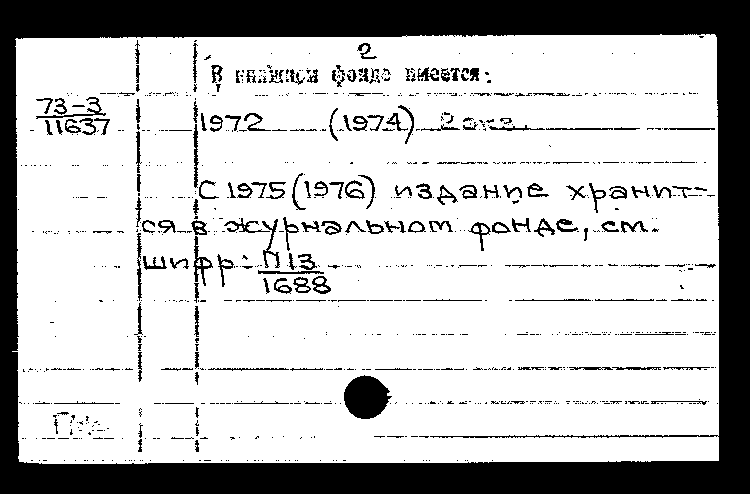 2
В книжном фонде имеется:
73-3
11637
1972 (1974) 2 экз.
С 1975 (1976) издание хранит-
ся в журнальном фонде, см.
шифр: П 13
1688